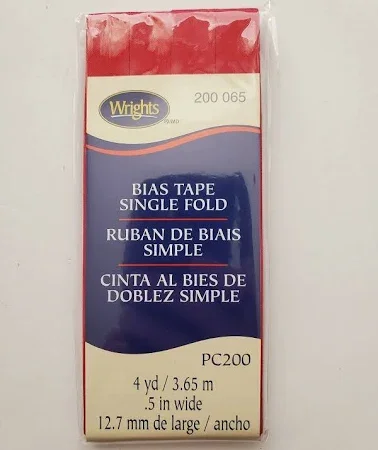 Wrights
200 065
BIAS TAPE
SINGLE FOLD
RUBAN DE BIAIS
SIMPLE
CINTA AL BIES DE
DOBLEZ SIMPLE
PC200
4 yd / 3.65 m
.5 in wide
12.7 mm de large / ancho